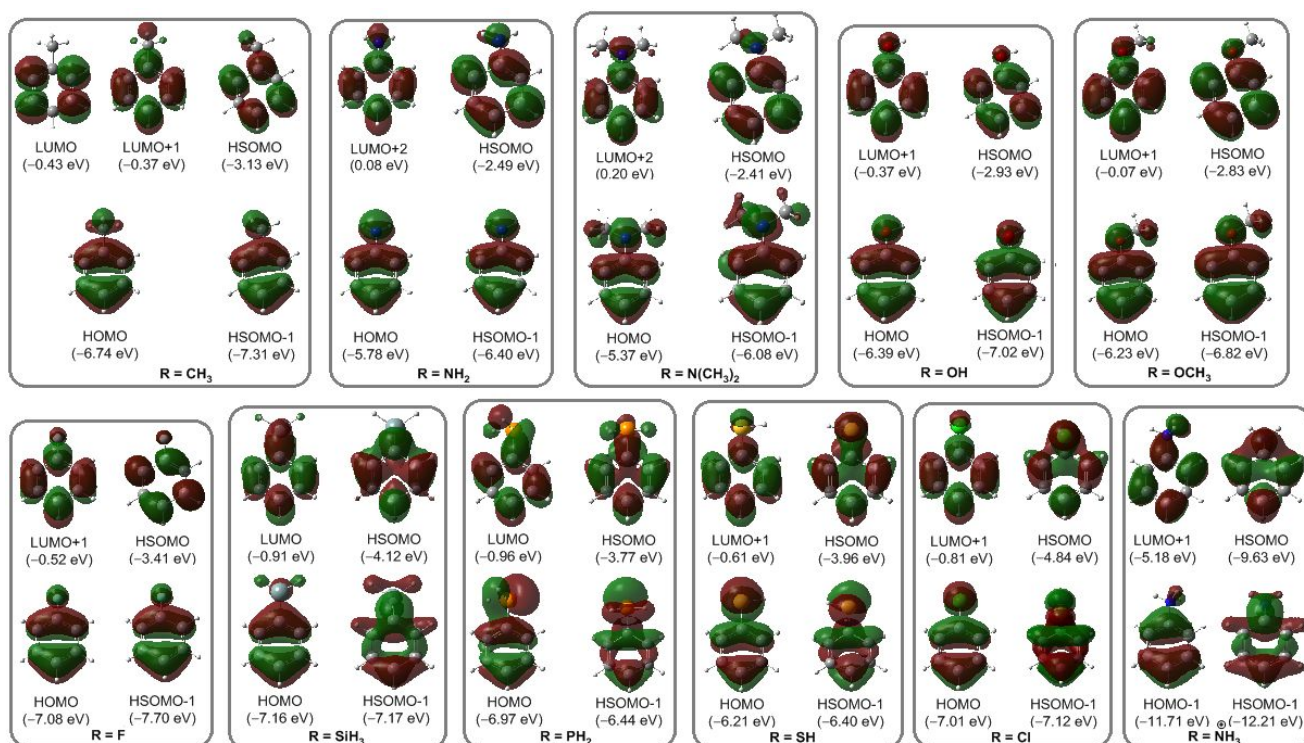 LUMO LUMO+1 HSOMO
(−0.43 eV) (−0.37 eV) (−3.13 eV)
HOMO HSOMO-1
(−6.74 eV) (−7.31 eV)
R = CH₃
LUMO+2 HSOMO
(0.08 eV) (−2.49 eV)
HOMO HSOMO-1
(−5.78 eV) (−6.40 eV)
R = NH₂
LUMO+2 HSOMO
(0.20 eV) (−2.41 eV)
HOMO HSOMO-1
(−5.37 eV) (−6.08 eV)
R = N(CH₃)₂
LUMO+1 HSOMO
(−0.37 eV) (−2.93 eV)
HOMO HSOMO-1
(−6.39 eV) (−7.02 eV)
R = OH
LUMO+1 HSOMO
(−0.07 eV) (−2.83 eV)
HOMO HSOMO-1
(−6.23 eV) (−6.82 eV)
R = OCH₃
LUMO+1 HSOMO
(−0.52 eV) (−3.41 eV)
HOMO HSOMO-1
(−7.08 eV) (−7.70 eV)
R = F
LUMO HSOMO
(−0.91 eV) (−4.12 eV)
HOMO HSOMO-1
(−7.16 eV) (−7.17 eV)
R = SiH₃
LUMO HSOMO
(−0.96 eV) (−3.77 eV)
HOMO HSOMO-1
(−6.97 eV) (−6.44 eV)
R = PH₂
LUMO+1 HSOMO
(−0.61 eV) (−3.96 eV)
HOMO HSOMO-1
(−6.21 eV) (−6.40 eV)
R = SH
LUMO+1 HSOMO
(−0.81 eV) (−4.84 eV)
HOMO HSOMO-1
(−7.01 eV) (−7.12 eV)
R = Cl
LUMO+1 HSOMO
(−5.18 eV) (−9.63 eV)
HOMO-1 HSOMO-1
(−11.71 eV) (−12.21 eV)
⊕
R = NH₃